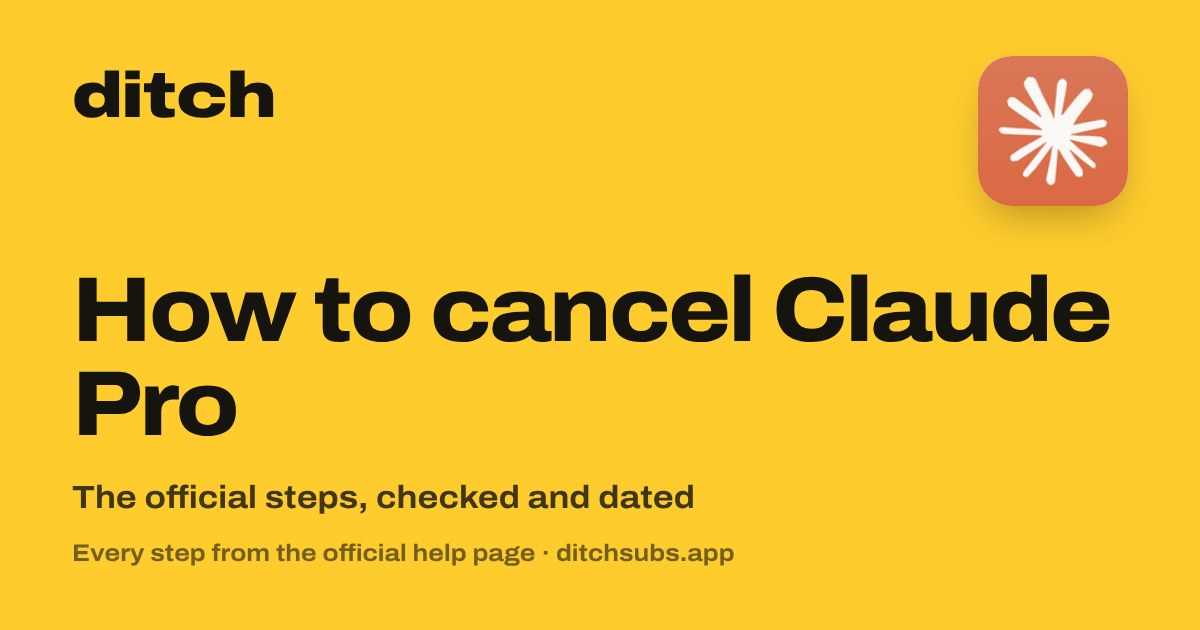 ditch
How to cancel Claude
Pro
The official steps, checked and dated
Every step from the official help page · ditchsubs.app